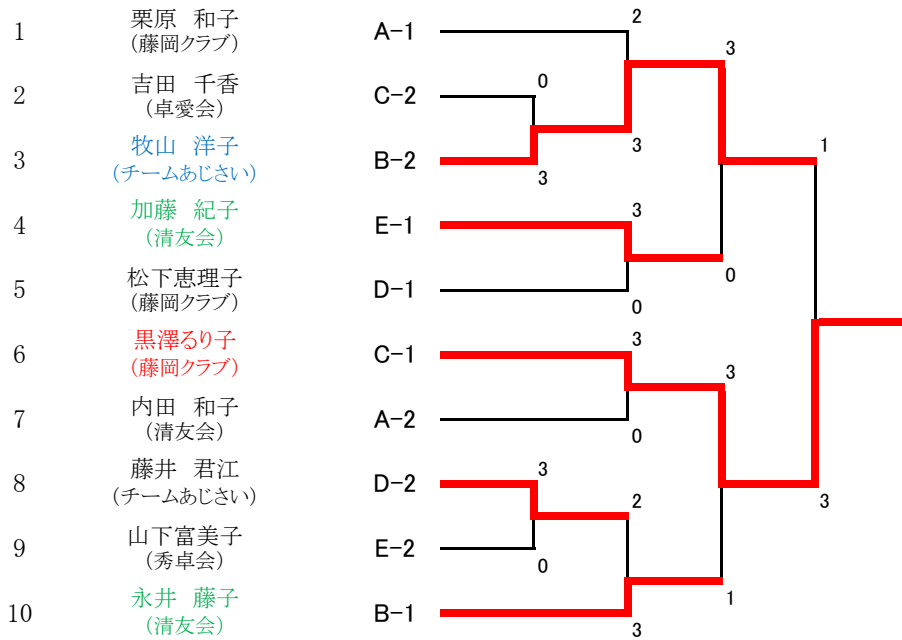 1 栗原 和子 A-1 2
(藤岡クラブ) 3
2 吉田 千香 C-2 0
(卓愛会)
3 牧山 洋子 B-2 3 3 1
(チームあじさい)
4 加藤 紀子 E-1 3
(清友会)
5 松下恵理子 D-1 0 0
(藤岡クラブ)
6 黒澤るり子 C-1 3 3
(藤岡クラブ)
7 内田 和子 A-2 0
(清友会)
8 藤井 君江 D-2 3 2 3
(チームあじさい)
9 山下富美子 E-2 0
(秀卓会)
10 永井 藤子 B-1 3 1
(清友会)